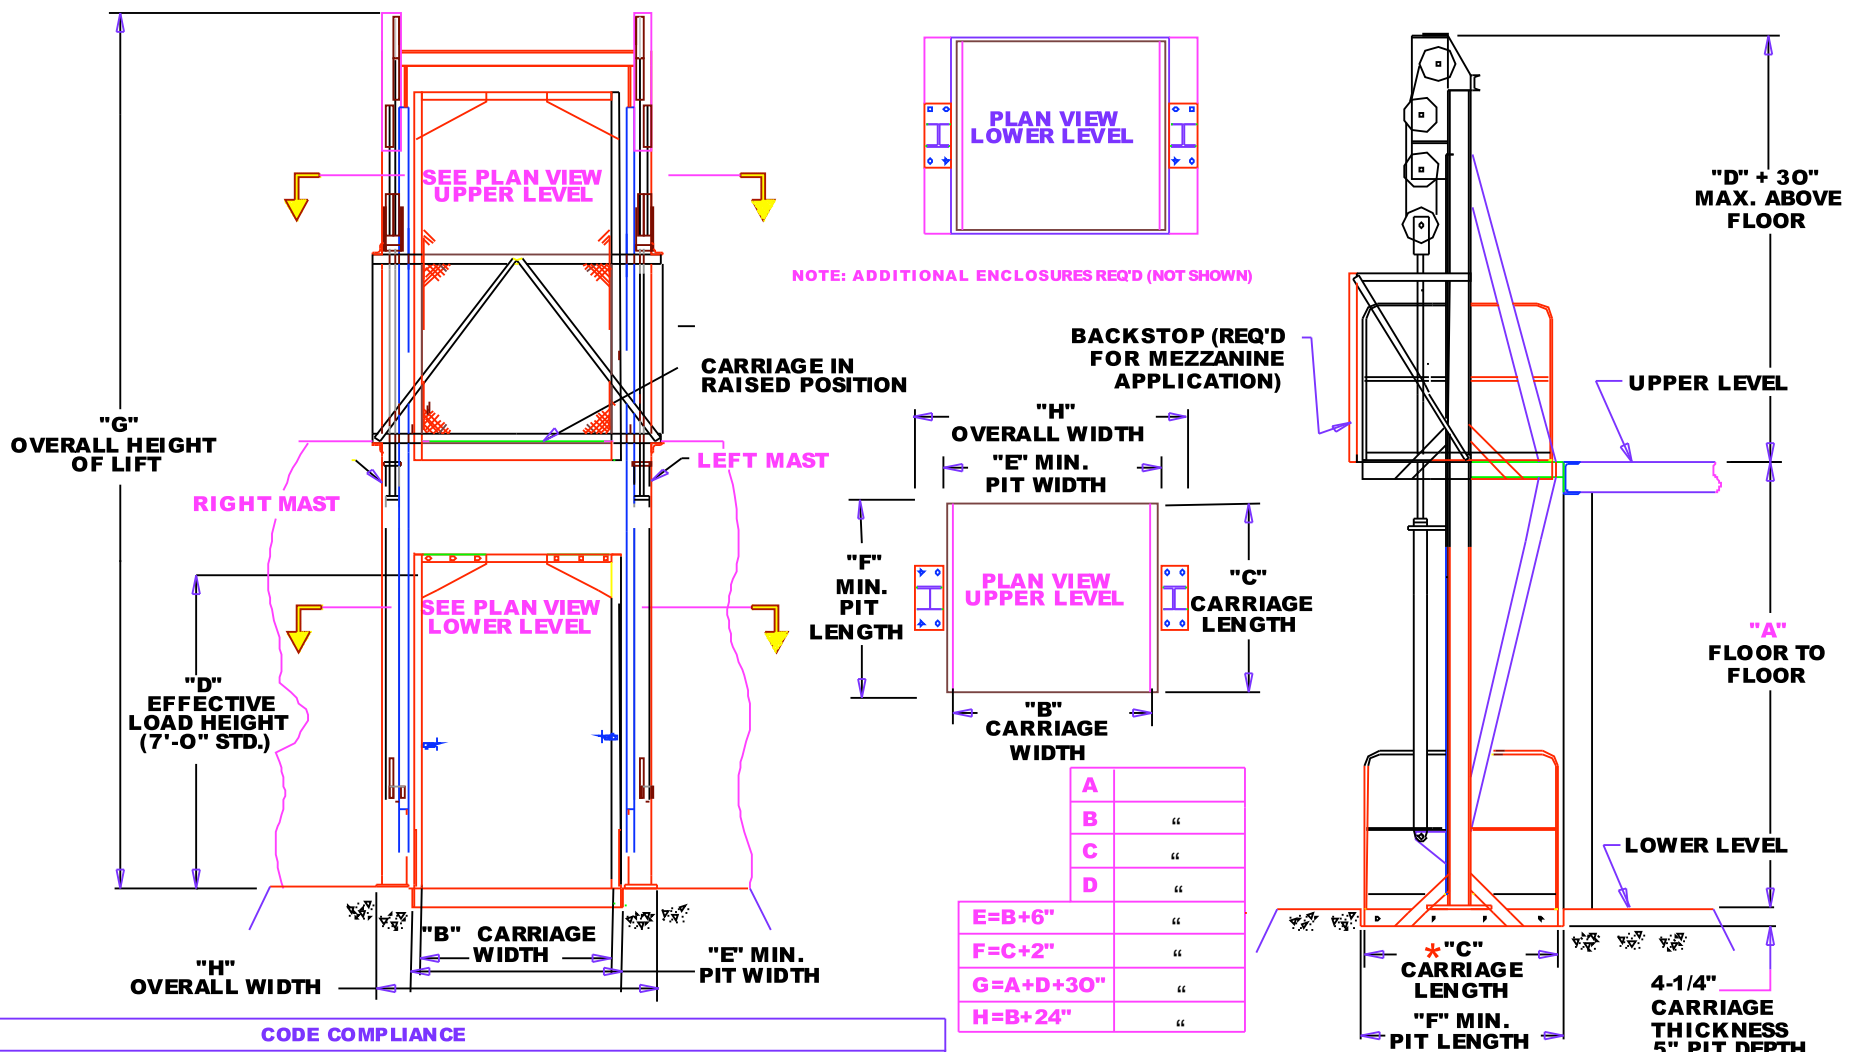 "G"
OVERALL HEIGHT
OF LIFT
SEE PLAN VIEW
UPPER LEVEL
CARRIAGE IN
RAISED POSITION
LEFT MAST
RIGHT MAST
"D"
EFFECTIVE
LOAD HEIGHT
(7'-0" STD.)
SEE PLAN VIEW
LOWER LEVEL
"B" CARRIAGE
WIDTH
"E" MIN.
PIT WIDTH
"H"
OVERALL WIDTH
CODE COMPLIANCE
PLAN VIEW
LOWER LEVEL
NOTE: ADDITIONAL ENCLOSURES REQ'D (NOT SHOWN)
BACKSTOP (REQ'D
FOR MEZZANINE
APPLICATION)
"H"
OVERALL WIDTH
"E" MIN.
PIT WIDTH
"F"
MIN.
PIT
LENGTH
PLAN VIEW
UPPER LEVEL
"C"
CARRIAGE
LENGTH
"B"
CARRIAGE
WIDTH
A
B "
C "
D "
E=B+6" "
F=C+2" "
G=A+D+30" "
H=B+24" "
"D" + 30"
MAX. ABOVE
FLOOR
UPPER LEVEL
"A"
FLOOR TO
FLOOR
LOWER LEVEL
*"C"
CARRIAGE
LENGTH
"F" MIN.
PIT LENGTH
4-1/4"
CARRIAGE
THICKNESS
5" PIT DEPTH